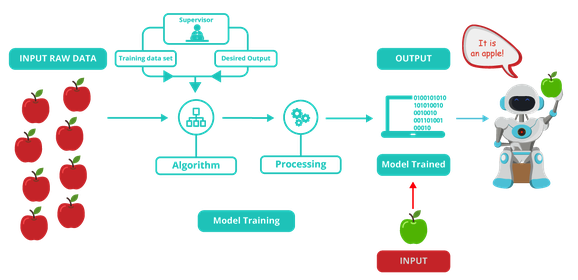 Supervisor
Training data set
Desired Output
INPUT RAW DATA
OUTPUT
It is
an apple!
0100101010
101010010
0010010
001101001
00010
Algorithm
Processing
Model Trained
Model Training
INPUT